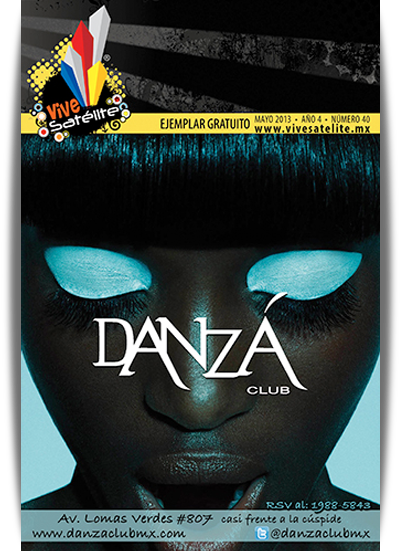 Vive
Satélite
®
EJEMPLAR GRATUITO MAYO 2013 • AÑO 4 • NÚMERO 40
www.vivesatelite.mx
DANZÁ
CLUB
RSV al: 1988-5843
Av. Lomas Verdes #807 casi frente a la cúspide
www.danzaclubmx.com @danzaclubmx